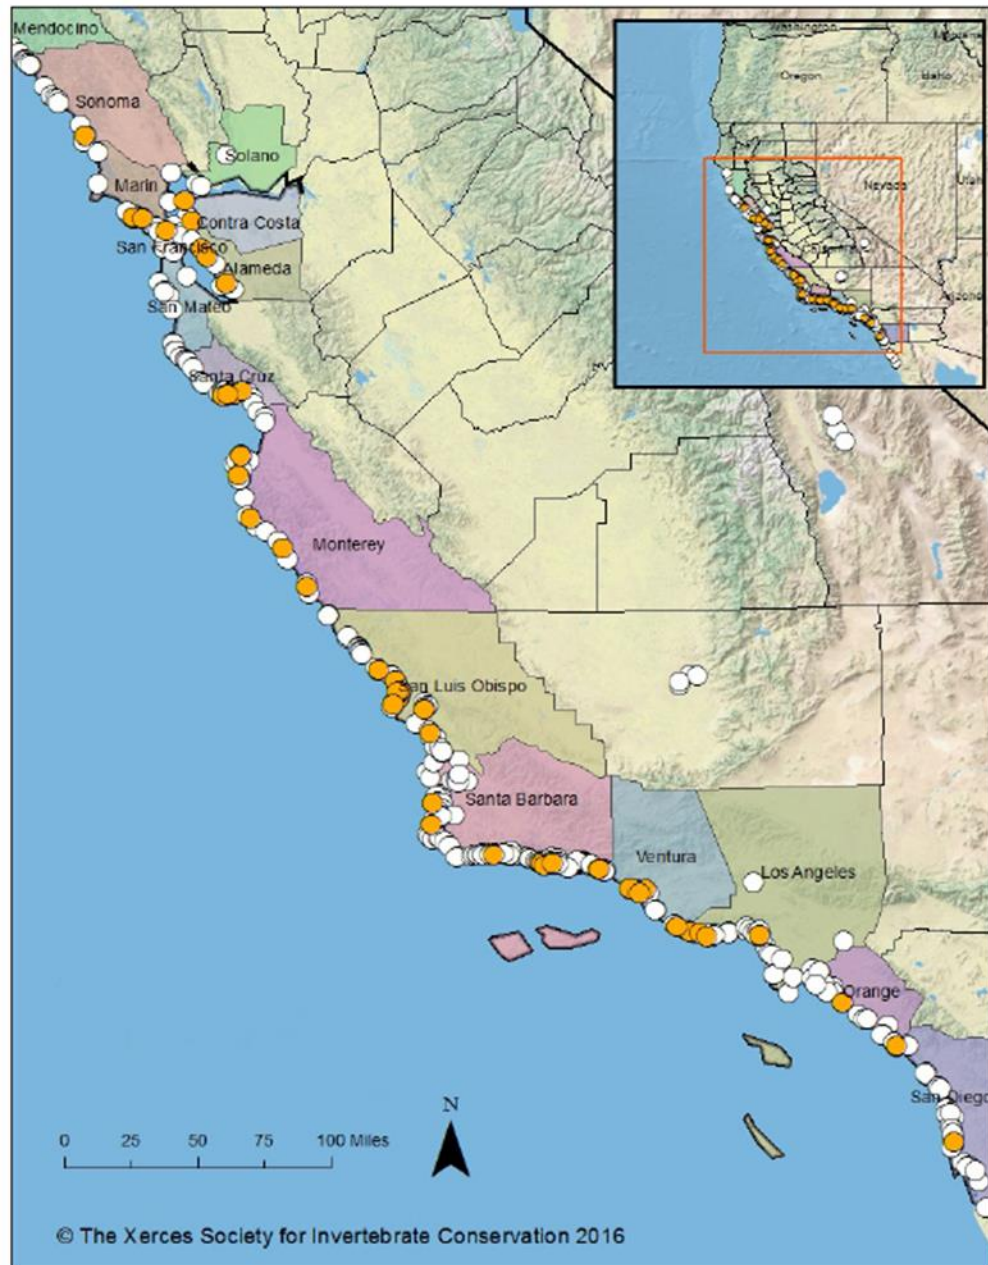 Mendocino
Washington
Oregon
Idaho
Sonoma
Solano
Nevada
Utah
Marin
Contra Costa
San Francisco
Alameda
San Mateo
Santa Cruz
Monterey
San Luis Obispo
Santa Barbara
Ventura
Los Angeles
Orange
San Diego
N
0 25 50 75 100 Miles
© The Xerces Society for Invertebrate Conservation 2016